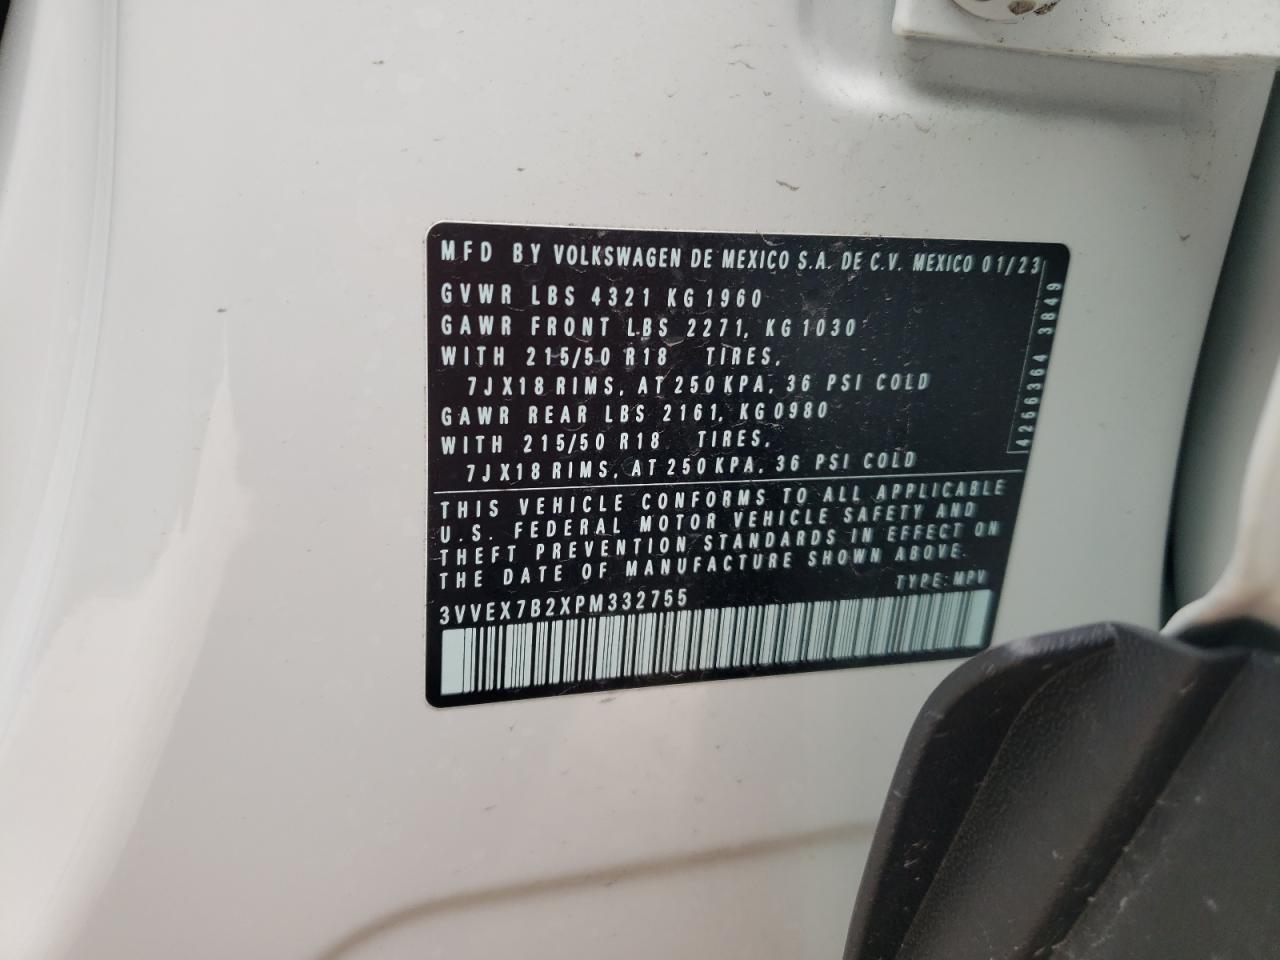 MFD BY VOLKSWAGEN DE MEXICO S.A. DE C.V. MEXICO 01/23
GVWR LBS 4321 KG 1960
GAWR FRONT LBS 2271, KG 1030
WITH 215/50 R18 TIRES,
7JX18 RIMS, AT 250 KPA, 36 PSI COLD
GAWR REAR LBS 2161, KG 0980
WITH 215/50 R18 TIRES,
7JX18 RIMS, AT 250 KPA, 36 PSI COLD
4266364 3849
THIS VEHICLE CONFORMS TO ALL APPLICABLE
U.S. FEDERAL MOTOR VEHICLE SAFETY AND
THEFT PREVENTION STANDARDS IN EFFECT ON
THE DATE OF MANUFACTURE SHOWN ABOVE.
TYPE: MPV
3VVEX7B2XPM332755